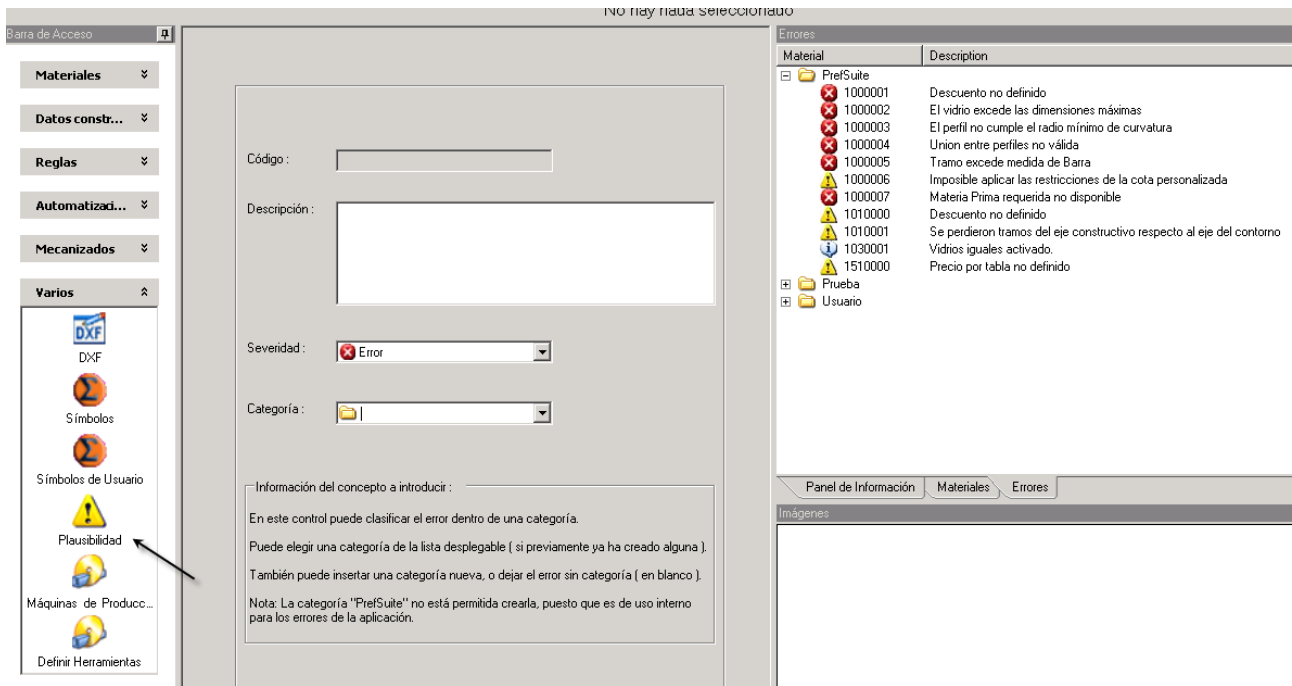 No hay nada seleccionado
Barra de Acceso
Materiales
Datos constr...
Reglas
Automatizaci...
Mecanizados
Varios
DXF
DXF
Símbolos
Símbolos de Usuario
Plausibilidad
Máquinas de Producc...
Definir Herramientas
Código :
Descripción :
Severidad :
Error
Categoría :
Información del concepto a introducir :
En este control puede clasificar el error dentro de una categoría.
Puede elegir una categoría de la lista desplegable ( si previamente ya ha creado alguna ).
También puede insertar una categoría nueva, o dejar el error sin categoría ( en blanco ).
Nota: La categoría "PrefSuite" no está permitida crearla, puesto que es de uso interno
para los errores de la aplicación.
Errores
Material Description
PrefSuite
1000001 Descuento no definido
1000002 El vidrio excede las dimensiones máximas
1000003 El perfil no cumple el radio mínimo de curvatura
1000004 Union entre perfiles no válida
1000005 Tramo excede medida de Barra
1000006 Imposible aplicar las restricciones de la cota personalizada
1000007 Materia Prima requerida no disponible
1010000 Descuento no definido
1010001 Se perdieron tramos del eje constructivo respecto al eje del contorno
1030001 Vidrios iguales activado.
1510000 Precio por tabla no definido
Prueba
Usuario
Panel de Información Materiales Errores
Imágenes